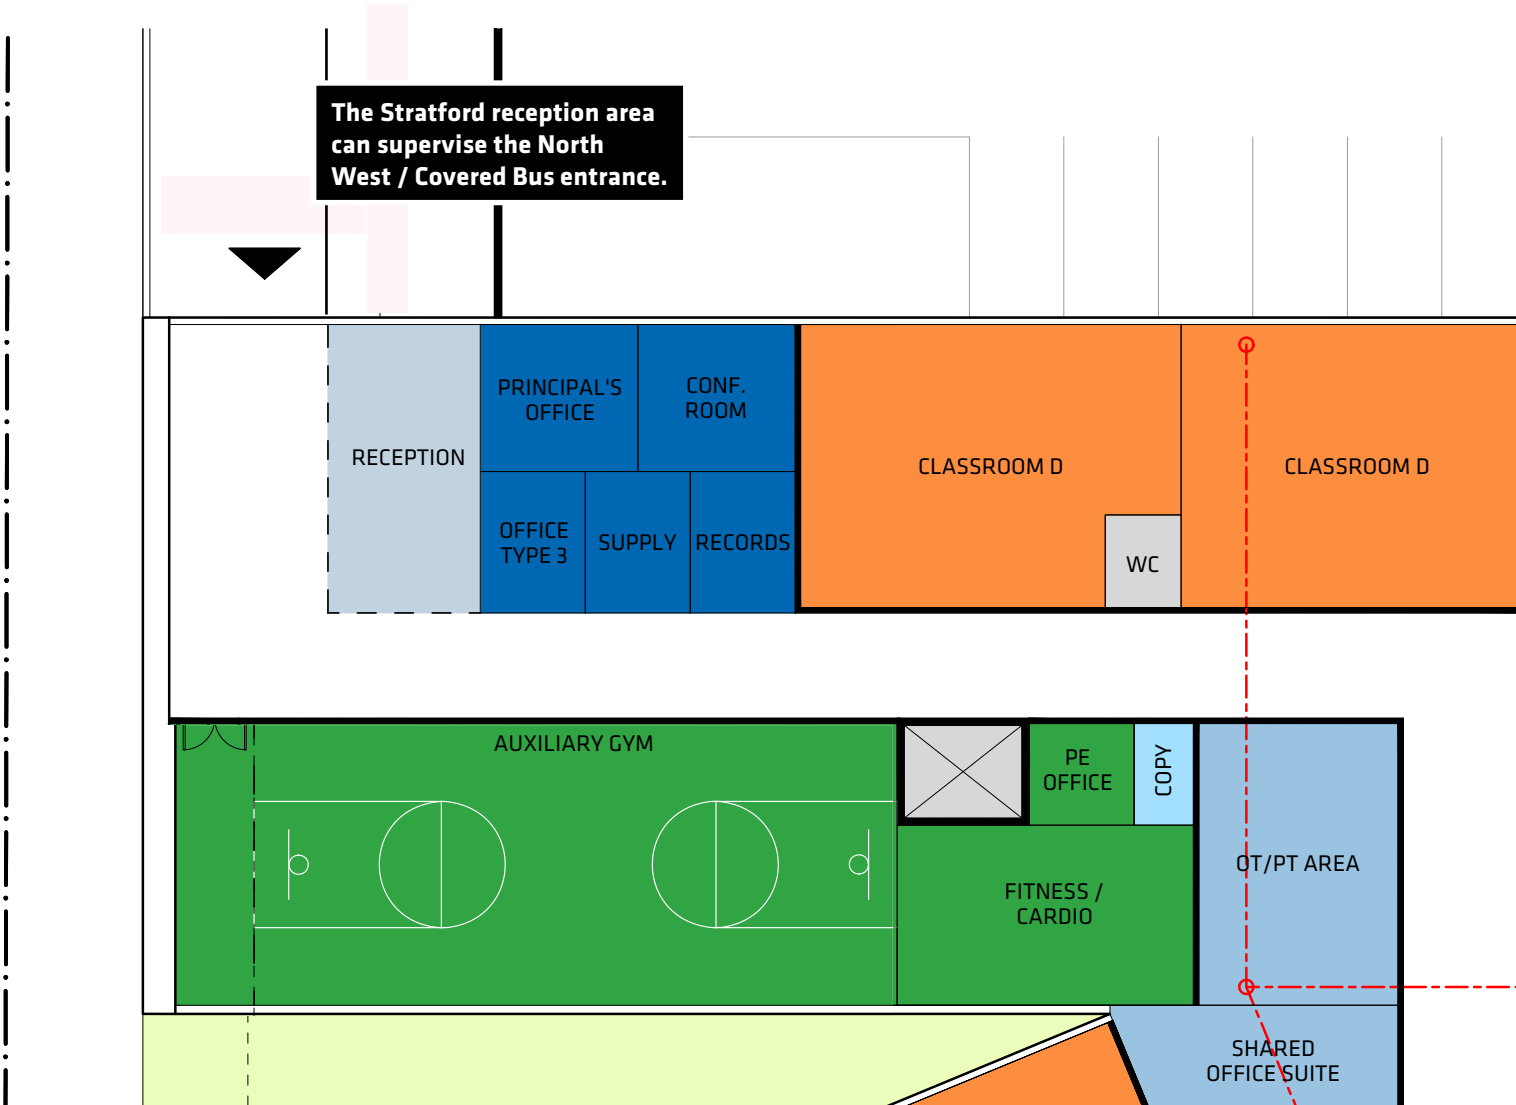 The Stratford reception area
can supervise the North
West / Covered Bus entrance.
PRINCIPAL'S
OFFICE
CONF.
ROOM
RECEPTION
CLASSROOM D
CLASSROOM D
OFFICE
TYPE 3
SUPPLY
RECORDS
WC
AUXILIARY GYM
PE
OFFICE
COPY
OT/PT AREA
FITNESS /
CARDIO
SHARED
OFFICE SUITE